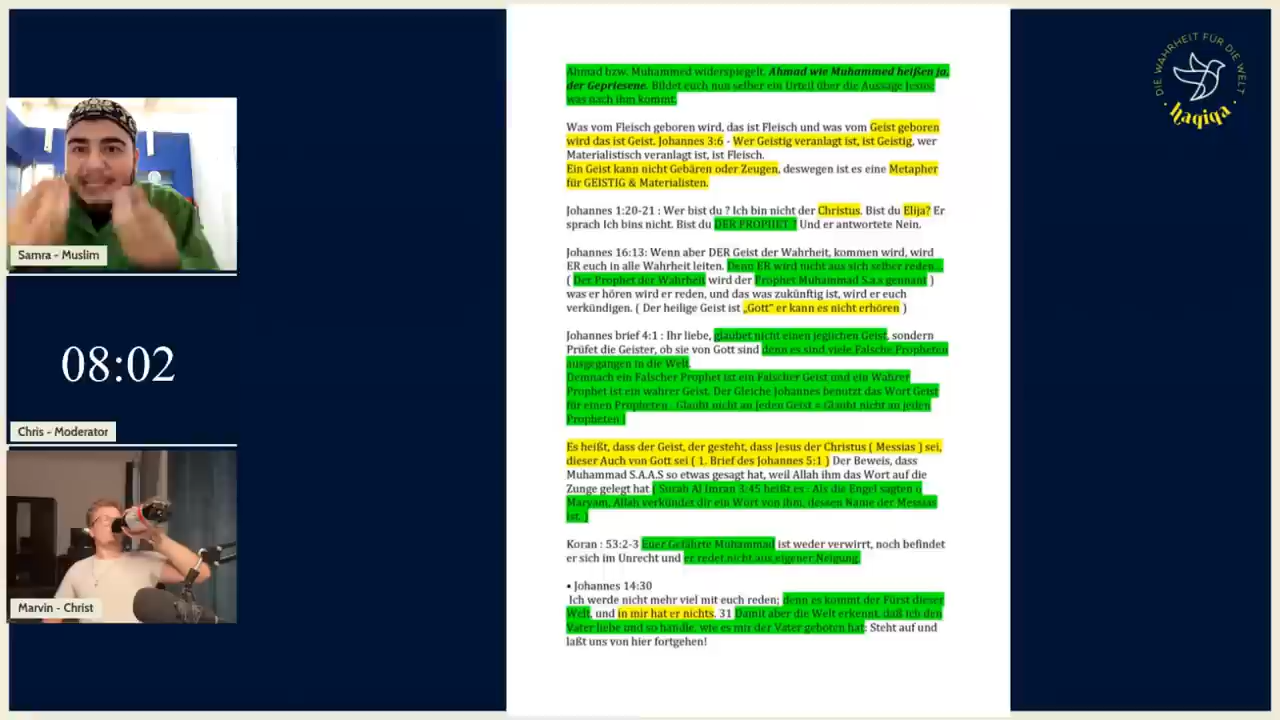 Ahmad bzw. Muhammed widerspiegelt. Ahmad wie Muhammed heißen ja,
der Gepriesene. Bildet euch nun selber ein Urteil über die Aussage Jesus;
was nach ihm kommt.
Was vom Fleisch geboren wird, das ist Fleisch und was vom Geist geboren
wird das ist Geist. Johannes 3:6 - Wer Geistig veranlagt ist, ist Geistig, wer
Materialistisch veranlagt ist, ist Fleisch.
Ein Geist kann nicht Gebären oder Zeugen, deswegen ist es eine Metapher
für GEISTIG & Materialisten.
Johannes 1:20-21 : Wer bist du ? Ich bin nicht der Christus. Bist du Elija? Er
sprach Ich bins nicht. Bist du DER PROPHET ? Und er antwortete Nein.
Johannes 16:13: Wenn aber DER Geist der Wahrheit, kommen wird, wird
ER euch in alle Wahrheit leiten. Denn ER wird nicht aus sich selber reden...
( Der Prophet der Wahrheit wird der Prophet Muhammad S.a.s genannt )
was er hören wird er reden, und das was zukünftig ist, wird er euch
verkündigen. ( Der heilige Geist ist „Gott“ er kann es nicht erhören )
Johannes brief 4:1 : Ihr liebe, glaubet nicht einen jeglichen Geist, sondern
Prüfet die Geister, ob sie von Gott sind denn es sind viele Falsche Propheten
ausgegangen in die Welt.
Demnach ein Falscher Prophet ist ein Falscher Geist und ein Wahrer
Prophet ist ein wahrer Geist. Der Gleiche Johannes benutzt das Wort Geist
für einen Propheten - Glaubt nicht an jeden Geist = Glaubt nicht an jeden
Propheten !
Es heißt, dass der Geist, der gesteht, dass Jesus der Christus ( Messias ) sei,
dieser Auch von Gott sei ( 1. Brief des Johannes 5:1 ) Der Beweis, dass
Muhammad S.A.A.S so etwas gesagt hat, weil Allah ihm das Wort auf die
Zunge gelegt hat ( Surah Al Imran 3:45 heißt es : Als die Engel sagten o
Maryam, Allah verkündet dir ein Wort von ihm, dessen Name der Messias
ist. )
Koran : 53:2-3 Euer Gefährte Muhammad ist weder verwirrt, noch befindet
er sich im Unrecht und er redet nicht aus eigener Neigung.
• Johannes 14:30
Ich werde nicht mehr viel mit euch reden; denn es kommt der Fürst dieser
Welt, und in mir hat er nichts. 31 Damit aber die Welt erkennt, daß ich den
Vater liebe und so handle, wie es mir der Vater geboten hat: Steht auf und
laßt uns von hier fortgehen!
Samra - Muslim
08:02
Chris - Moderator
Marvin - Christ
DIE WAHRHEIT FÜR DIE WELT
haqiqa